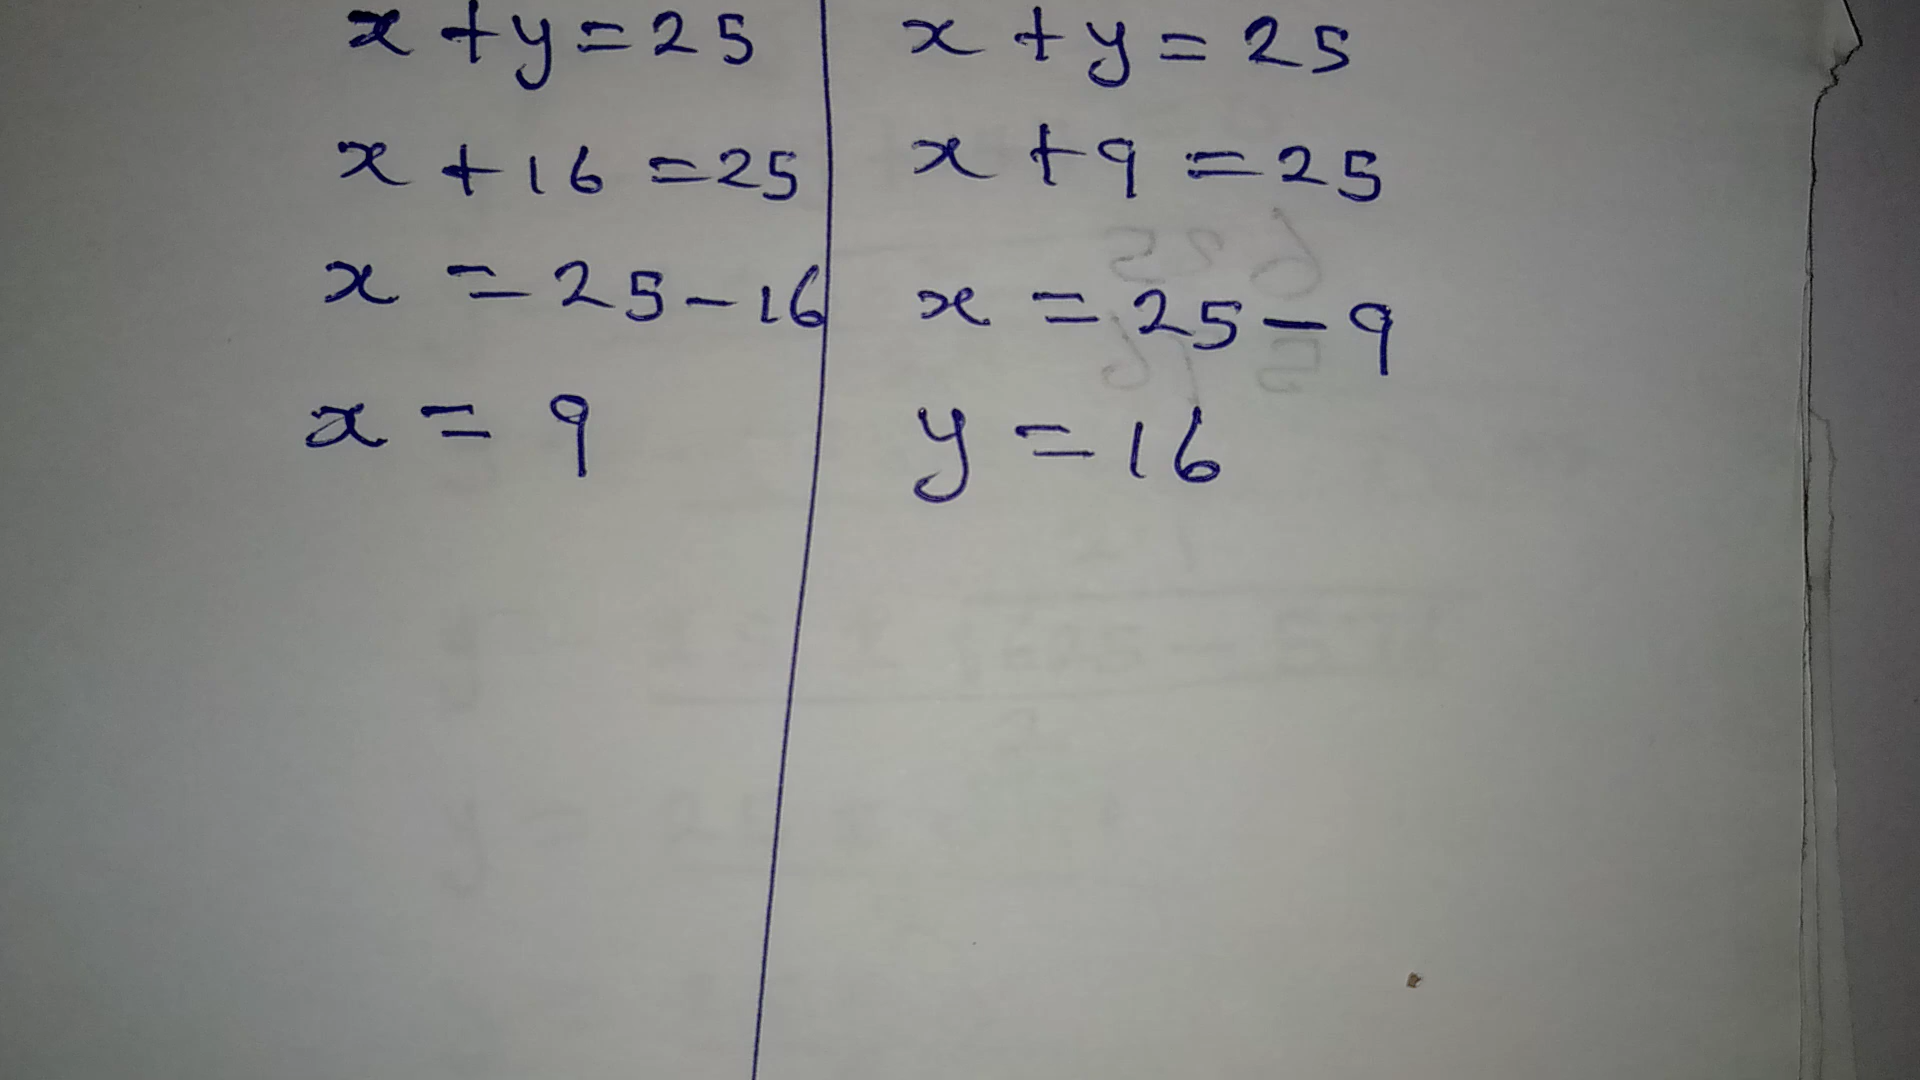 x + y = 25
x + 16 = 25
x = 25 - 16
x = 9
x + y = 25
x + 9 = 25
x = 25 - 9
y = 16